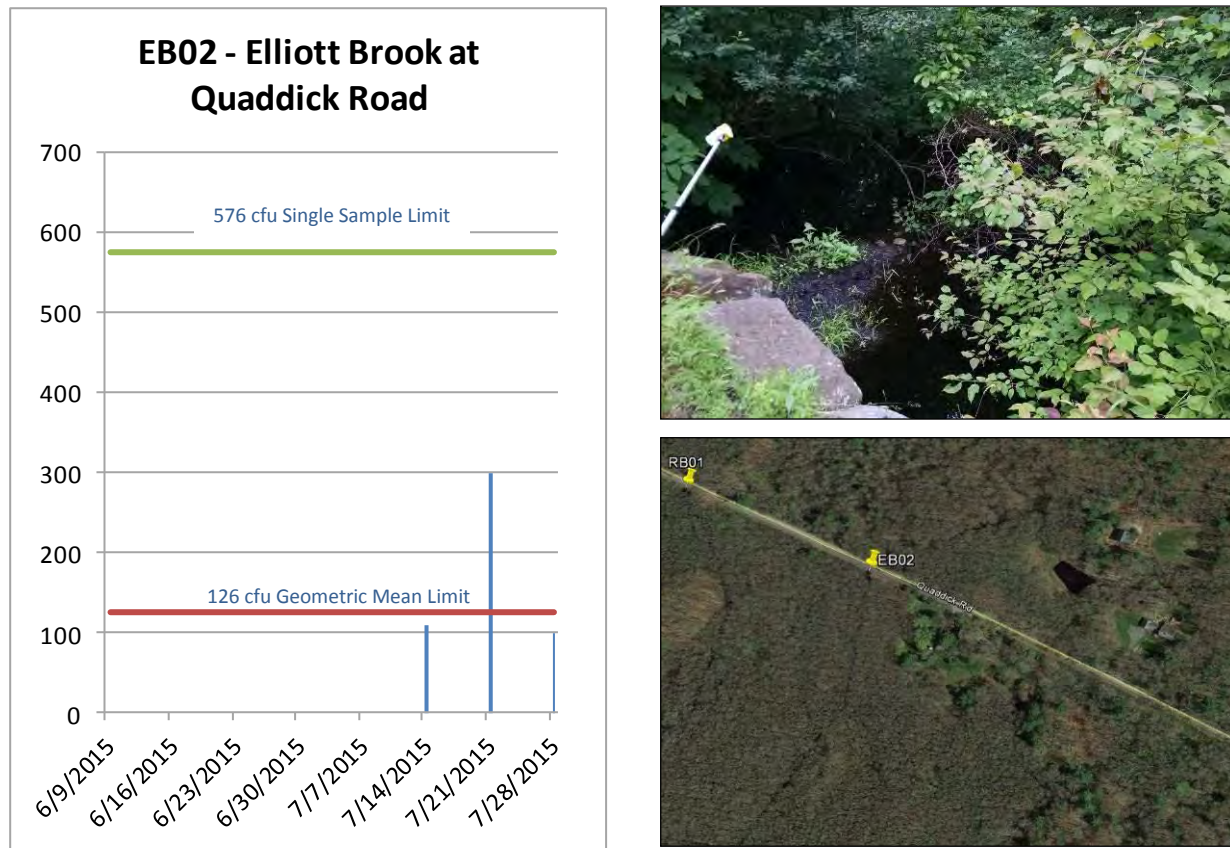 EB02 - Elliott Brook at
Quaddick Road
700
600
500
400
300
200
100
0
576 cfu Single Sample Limit
126 cfu Geometric Mean Limit
6/9/2015
6/16/2015
6/23/2015
6/30/2015
7/7/2015
7/14/2015
7/21/2015
7/28/2015
RB01
EB02
Quaddick Rd